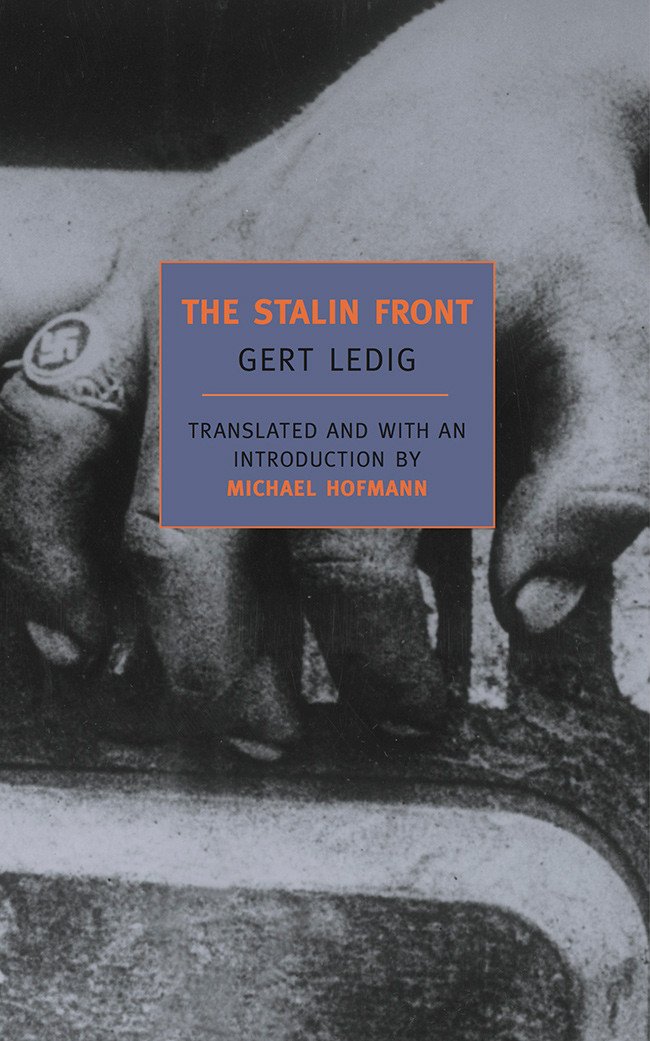 THE STALIN FRONT
GERT LEDIG
TRANSLATED AND WITH AN
INTRODUCTION BY
MICHAEL HOFMANN